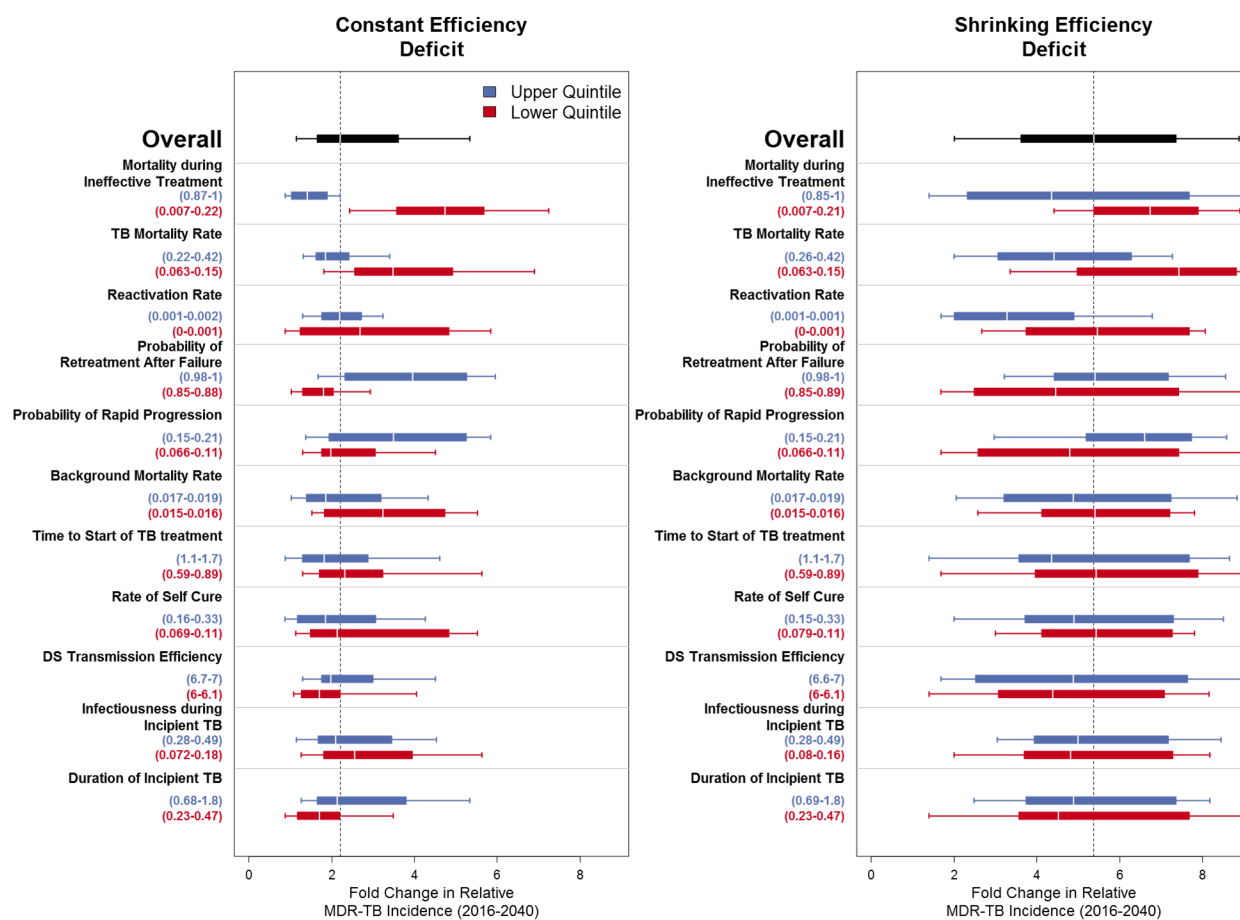 Constant Efficiency
Deficit
Upper Quintile
Lower Quintile
Overall
Mortality during
Ineffective Treatment
(0.87-1)
(0.007-0.22)
TB Mortality Rate
(0.22-0.42)
(0.063-0.15)
Reactivation Rate
(0.001-0.002)
(0-0.001)
Probability of
Retreatment After Failure
(0.98-1)
(0.85-0.88)
Probability of Rapid Progression
(0.15-0.21)
(0.066-0.11)
Background Mortality Rate
(0.017-0.019)
(0.015-0.016)
Time to Start of TB treatment
(1.1-1.7)
(0.59-0.89)
Rate of Self Cure
(0.16-0.33)
(0.069-0.11)
DS Transmission Efficiency
(6.7-7)
(6-6.1)
Infectiousness during
Incipient TB
(0.28-0.49)
(0.072-0.18)
Duration of Incipient TB
(0.68-1.8)
(0.23-0.47)
0 2 4 6 8
Fold Change in Relative
MDR-TB Incidence (2016-2040)
Shrinking Efficiency
Deficit
Overall
Mortality during
Ineffective Treatment
(0.85-1)
(0.007-0.21)
TB Mortality Rate
(0.26-0.42)
(0.063-0.15)
Reactivation Rate
(0.001-0.001)
(0-0.001)
Probability of
Retreatment After Failure
(0.98-1)
(0.85-0.89)
Probability of Rapid Progression
(0.15-0.21)
(0.066-0.11)
Background Mortality Rate
(0.017-0.019)
(0.015-0.016)
Time to Start of TB treatment
(1.1-1.7)
(0.59-0.89)
Rate of Self Cure
(0.15-0.33)
(0.079-0.11)
DS Transmission Efficiency
(6.6-7)
(6-6.1)
Infectiousness during
Incipient TB
(0.28-0.49)
(0.08-0.16)
Duration of Incipient TB
(0.69-1.8)
(0.23-0.47)
0 2 4 6 8
Fold Change in Relative
MDR-TB Incidence (2016-2040)